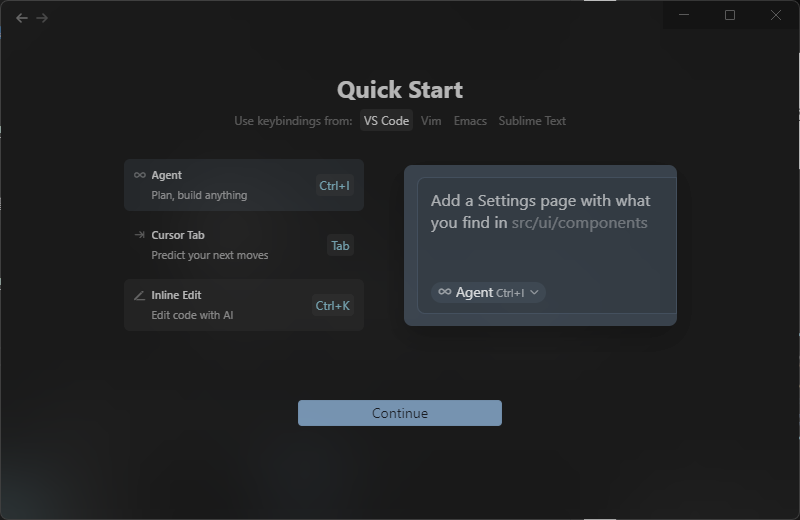 Quick Start
Use keybindings from: VS Code Vim Emacs Sublime Text
Agent
Plan, build anything
Ctrl+I
Cursor Tab
Predict your next moves
Tab
Inline Edit
Edit code with AI
Ctrl+K
Add a Settings page with what
you find in src/ui/components
Agent Ctrl+I
Continue